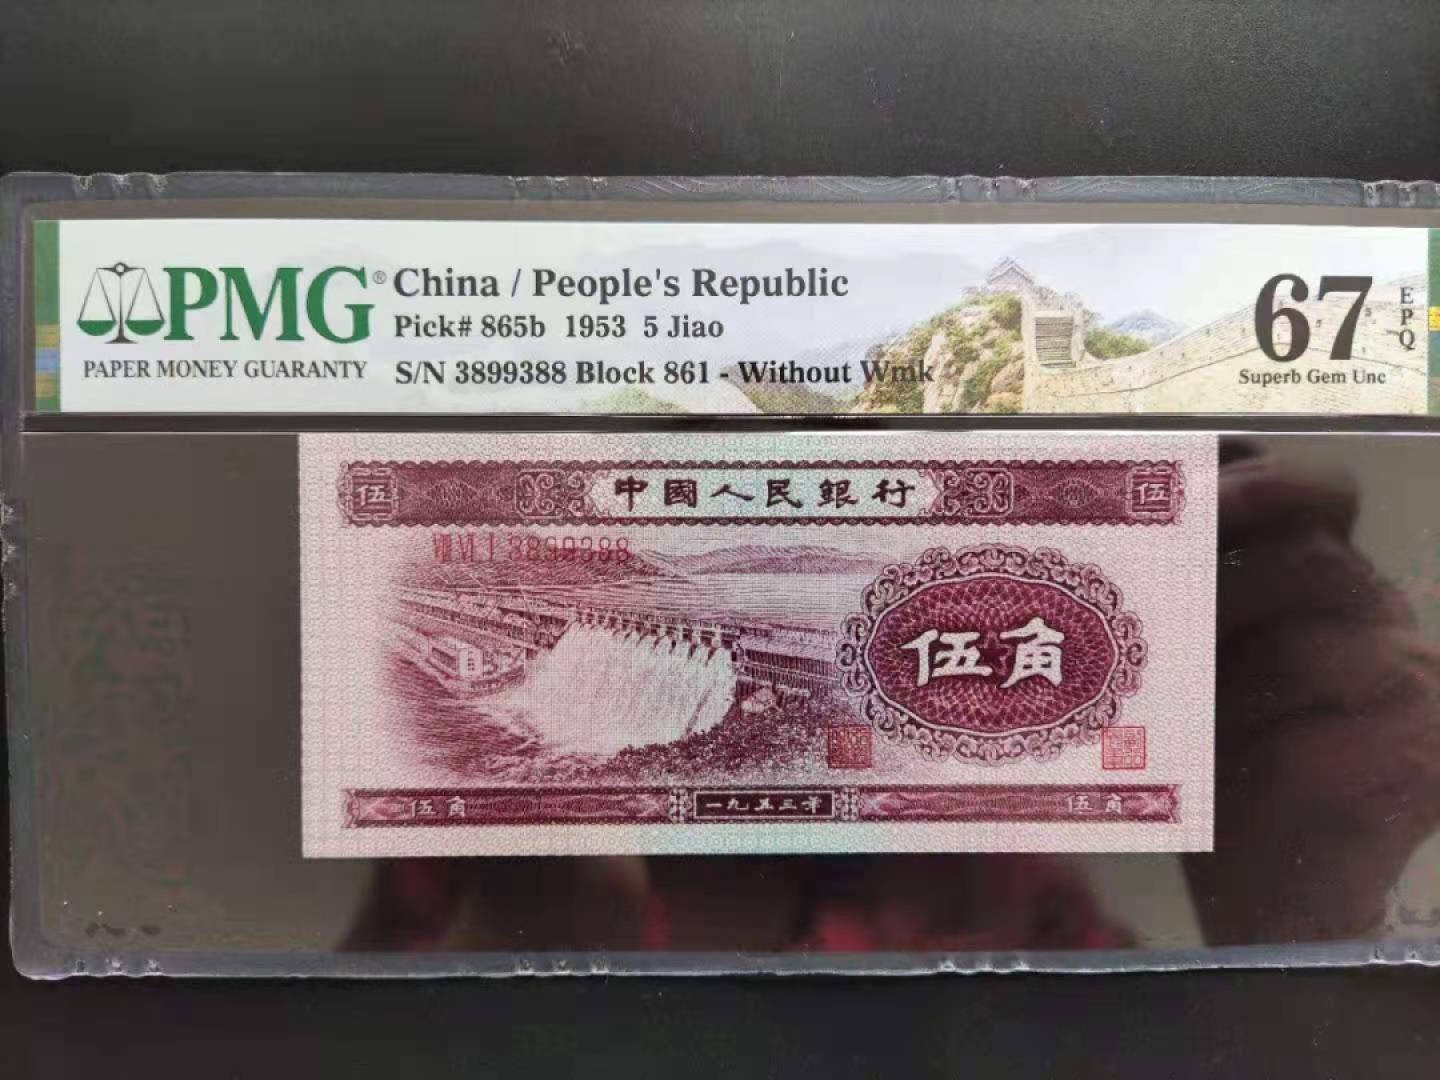 PMG®
PAPER MONEY GUARANTY
China / People's Republic
Pick# 865b 1953 5 Jiao
S/N 3899388 Block 861 - Without Wmk
67
EPQ
Superb Gem Unc
伍 中國人民銀行 伍
ⅧⅥⅠ 3899388
伍角
伍角 一九五三年 伍角